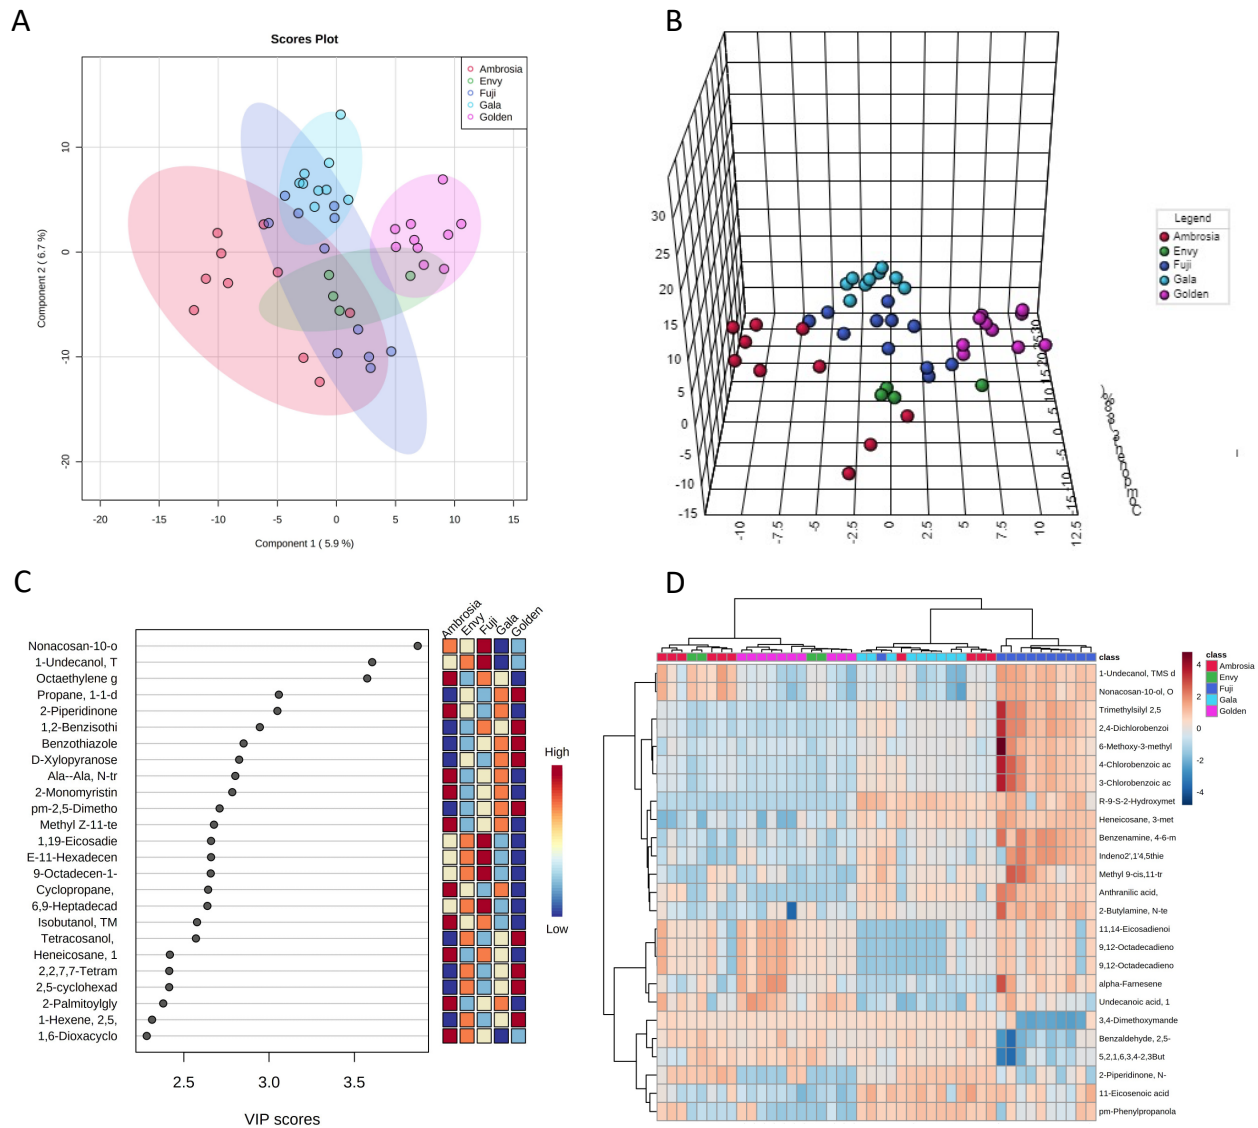 A
Scores Plot
Ambrosia
Envy
Fuji
Gala
Golden
10
0
-10
-20
Component 2 ( 6.7 %)
-20
-15
-10
-5
0
5
10
15
Component 1 ( 5.9 %)
B
30
25
20
15
10
5
0
-5
-10
-15
-10
-7.5
-5
-2.5
0
2.5
5
7.5
10
12.5
-15
-10
-5
0
5
10
15
20
25
30
Legend
Ambrosia
Envy
Fuji
Gala
Golden
C
Ambrosia
Envy
Fuji
Gala
Golden
Nonacosan-10-o
1-Undecanol, T
Octaethylene g
Propane, 1-1-d
2-Piperidinone
1,2-Benzisothi
Benzothiazole
D-Xylopyranose
Ala--Ala, N-tr
2-Monomyristin
pm-2,5-Dimetho
Methyl Z-11-te
1,19-Eicosadie
E-11-Hexadecen
9-Octadecen-1-
Cyclopropane,
6,9-Heptadecad
Isobutanol, TM
Tetracosanol,
Heneicosane, 1
2,2,7,7-Tetram
2,5-cyclohexad
2-Palmitoylgly
1-Hexene, 2,5,
1,6-Dioxacyclo
2.5
3.0
3.5
VIP scores
High
Low
D
class
1-Undecanol, TMS d
Nonacosan-10-ol, O
Trimethylsilyl 2,5
2,4-Dichlorobenzoi
6-Methoxy-3-methyl
4-Chlorobenzoic ac
3-Chlorobenzoic ac
R-9-S-2-Hydroxymet
Heneicosane, 3-met
Benzenamine, 4-6-m
Indeno2',1'4,5thie
Methyl 9-cis,11-tr
Anthranilic acid,
2-Butylamine, N-te
11,14-Eicosadienoi
9,12-Octadecadieno
9,12-Octadecadieno
alpha-Farnesene
Undecanoic acid, 1
3,4-Dimethoxymande
Benzaldehyde, 2,5-
5,2,1,6,3,4-2,3But
2-Piperidinone, N-
11-Eicosenoic acid
pm-Phenylpropanola
4
2
0
-2
-4
class
Ambrosia
Envy
Fuji
Gala
Golden